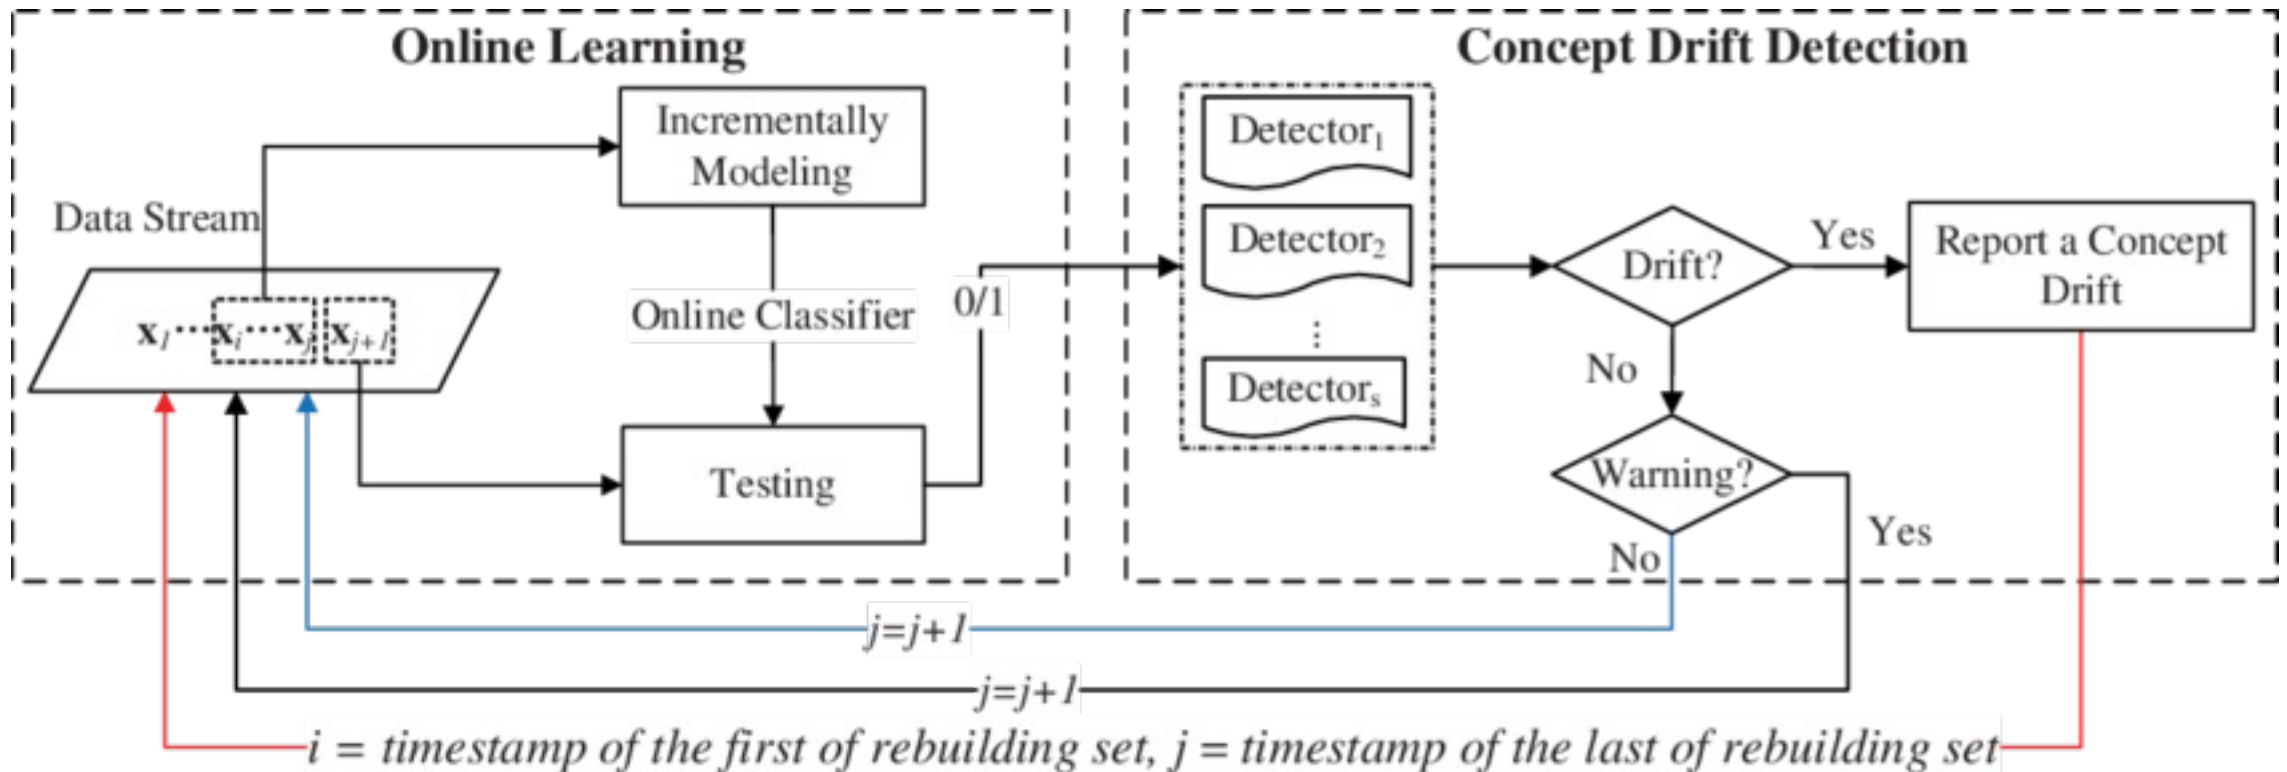 Online Learning
Concept Drift Detection
Incrementally
Modeling
Data Stream
x₁ ⋯ xᵢ ⋯ xⱼ xⱼ₊₁
Online Classifier
0/1
Testing
Detector₁
Detector₂
⋮
Detectorₛ
Drift?
Yes
Report a Concept
Drift
No
Warning?
Yes
No
j=j+1
j=j+1
i = timestamp of the first of rebuilding set, j = timestamp of the last of rebuilding set